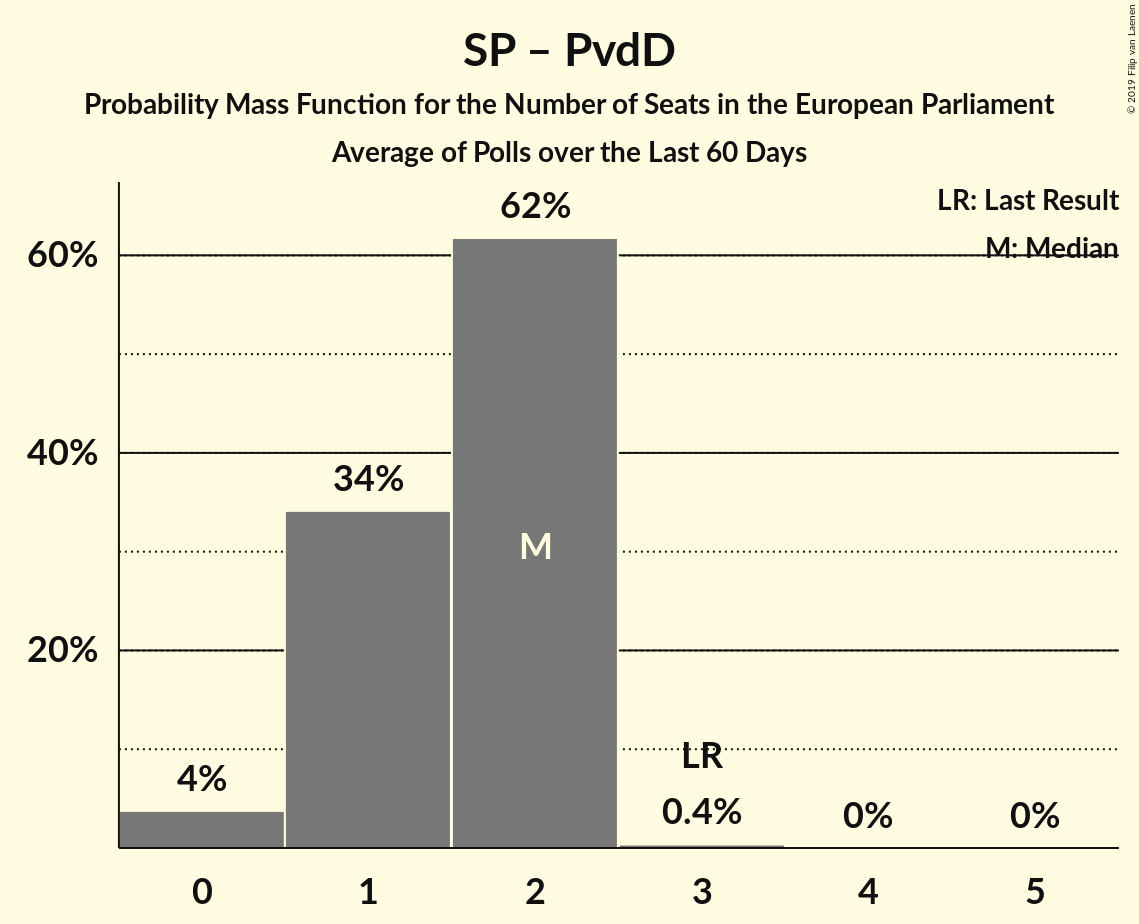 SP – PvdD
Probability Mass Function for the Number of Seats in the European Parliament
Average of Polls over the Last 60 Days
© 2019 Filip van Laenen
LR: Last Result
M: Median
62%
60%
40%
34%
M
20%
LR
4%
0.4%
0%
0%
0 1 2 3 4 5